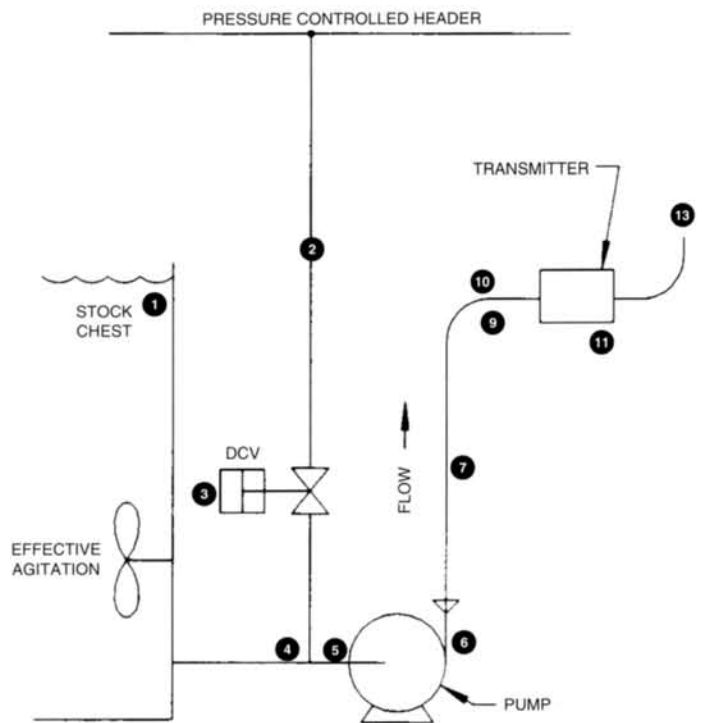 PRESSURE CONTROLLED HEADER
TRANSMITTER
13
2
10
1
STOCK
CHEST
9
11
DCV
3
FLOW
7
EFFECTIVE
AGITATION
4
5
6
PUMP